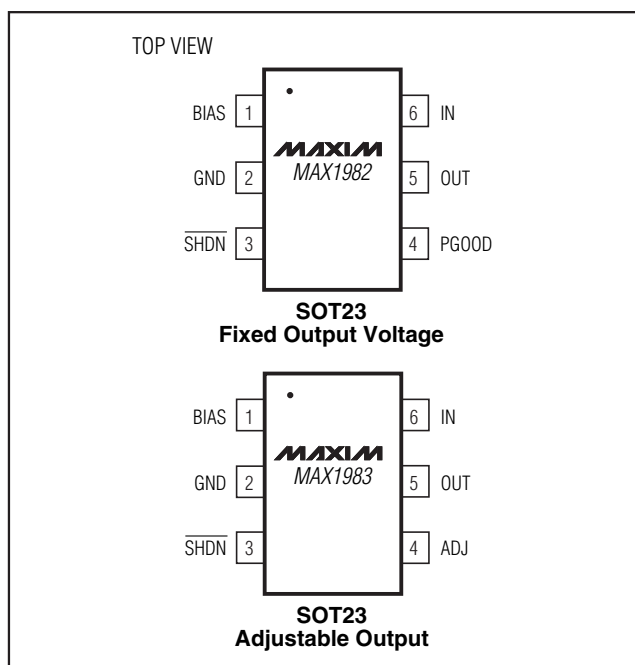 TOP VIEW
BIAS 1 6 IN
MAXIM
MAX1982
GND 2 5 OUT
SHDN 3 4 PGOOD
SOT23
Fixed Output Voltage
BIAS 1 6 IN
MAXIM
MAX1983
GND 2 5 OUT
SHDN 3 4 ADJ
SOT23
Adjustable Output